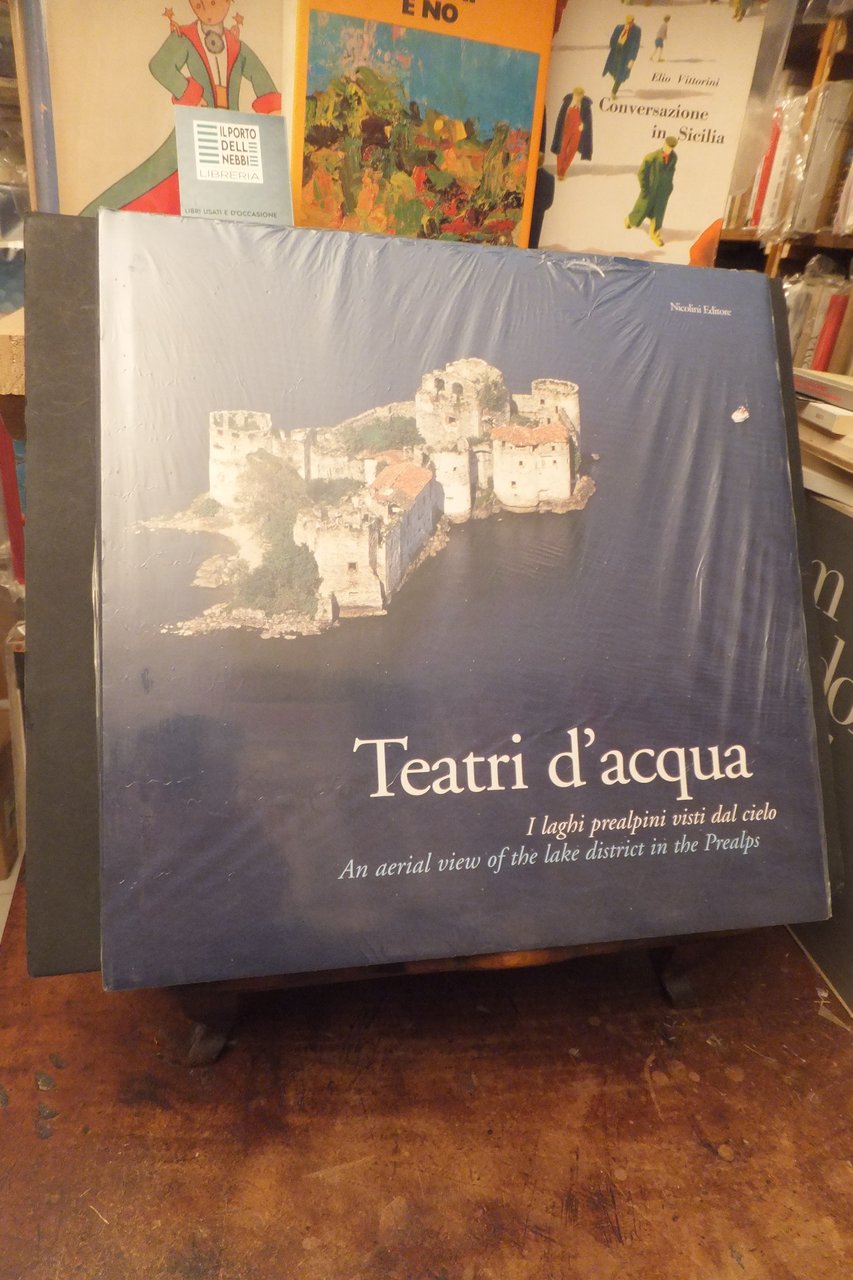 E NO
Elio Vittorini
Conversazione
in Sicilia
IL PORTO
DELLE
NEBBIE
LIBRERIA
LIBRI USATI E D'OCCASIONE
Nicolini Editore
Teatri d'acqua
I laghi prealpini visti dal cielo
An aerial view of the lake district in the Prealps